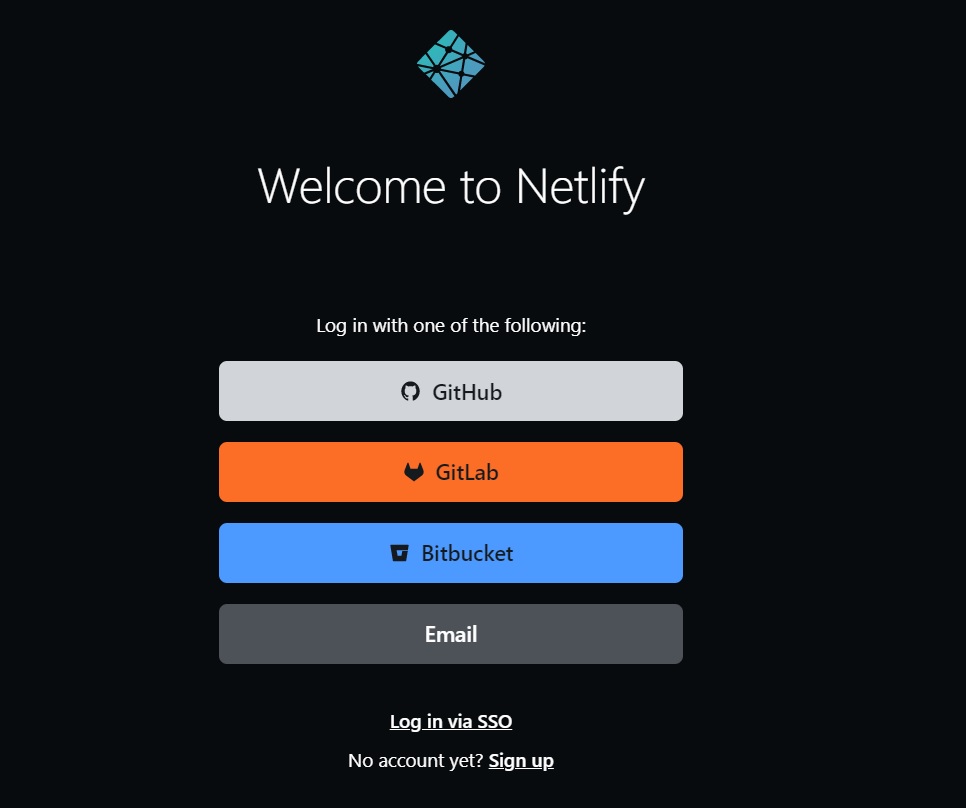 Welcome to Netlify
Log in with one of the following:
GitHub
GitLab
Bitbucket
Email
Log in via SSO
No account yet? Sign up